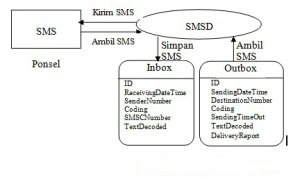 Kirim SMS
SMS
SMSD
Ambil SMS
Ponsel
Simpan
SMS
Ambil
SMS
Inbox
Outbox
ID
ReceivingDateTime
SenderNumber
Coding
SMSCNumber
TextDecoded
ID
SendingDateTime
DestinationNumber
Coding
SendingTimeOut
TextDecoded
DeliveryReport